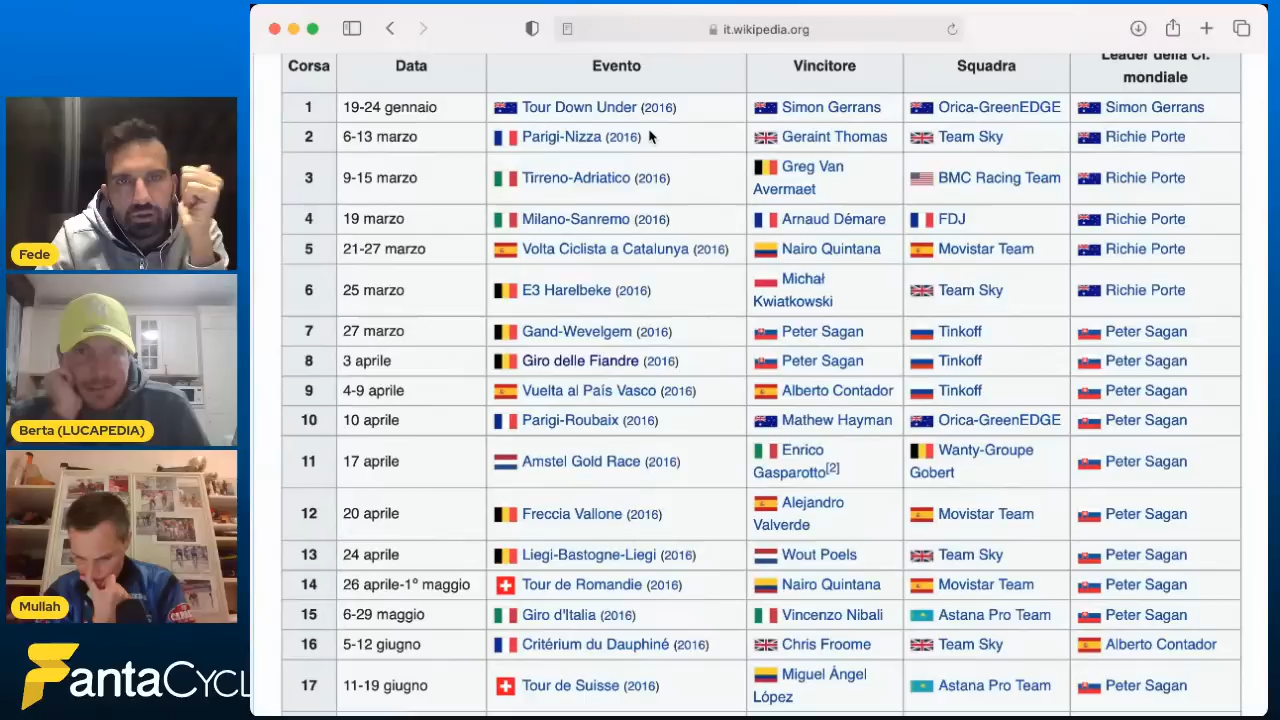 it.wikipedia.org
Corsa Data Evento Vincitore Squadra Leader della Cl. mondiale
1 19-24 gennaio Tour Down Under (2016) Simon Gerrans Orica-GreenEDGE Simon Gerrans
2 6-13 marzo Parigi-Nizza (2016) Geraint Thomas Team Sky Richie Porte
3 9-15 marzo Tirreno-Adriatico (2016) Greg Van Avermaet BMC Racing Team Richie Porte
4 19 marzo Milano-Sanremo (2016) Arnaud Démare FDJ Richie Porte
5 21-27 marzo Volta Ciclista a Catalunya (2016) Nairo Quintana Movistar Team Richie Porte
6 25 marzo E3 Harelbeke (2016) Michał Kwiatkowski Team Sky Richie Porte
7 27 marzo Gand-Wevelgem (2016) Peter Sagan Tinkoff Peter Sagan
8 3 aprile Giro delle Fiandre (2016) Peter Sagan Tinkoff Peter Sagan
9 4-9 aprile Vuelta al País Vasco (2016) Alberto Contador Tinkoff Peter Sagan
10 10 aprile Parigi-Roubaix (2016) Mathew Hayman Orica-GreenEDGE Peter Sagan
11 17 aprile Amstel Gold Race (2016) Enrico Gasparotto[2] Wanty-Groupe Gobert Peter Sagan
12 20 aprile Freccia Vallone (2016) Alejandro Valverde Movistar Team Peter Sagan
13 24 aprile Liegi-Bastogne-Liegi (2016) Wout Poels Team Sky Peter Sagan
14 26 aprile-1º maggio Tour de Romandie (2016) Nairo Quintana Movistar Team Peter Sagan
15 6-29 maggio Giro d'Italia (2016) Vincenzo Nibali Astana Pro Team Peter Sagan
16 5-12 giugno Critérium du Dauphiné (2016) Chris Froome Team Sky Alberto Contador
17 11-19 giugno Tour de Suisse (2016) Miguel Ángel López Astana Pro Team Peter Sagan
Fede
Berta (LUCAPEDIA)
Mullah
FantaCYCL